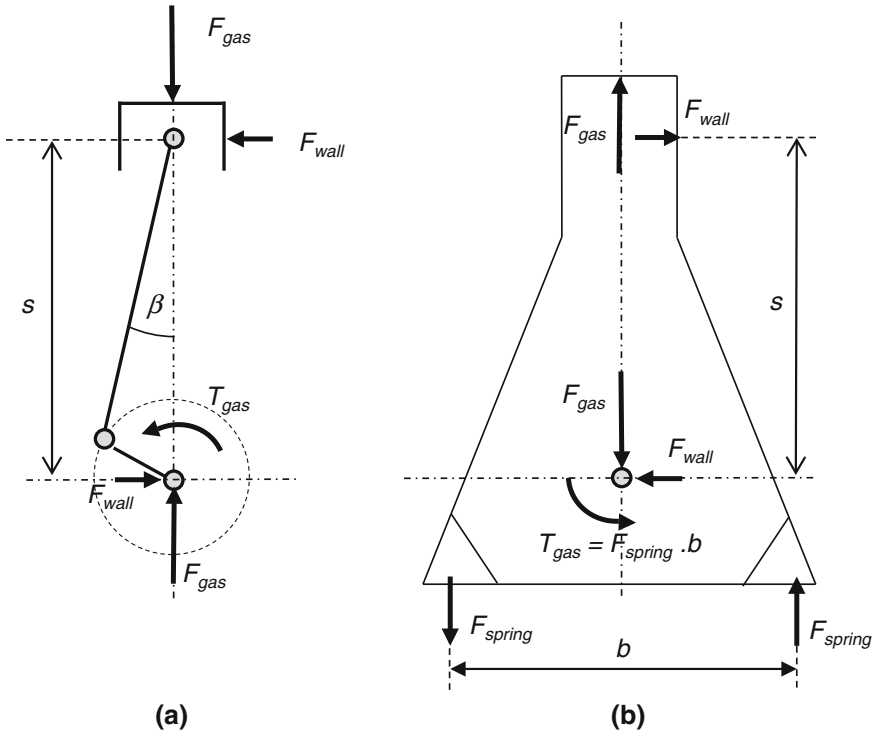 F_gas
F_wall
s
β
T_gas
F_wall
F_gas
(a)
F_gas
F_wall
s
F_gas
F_wall
T_gas = F_spring .b
F_spring
F_spring
b
(b)